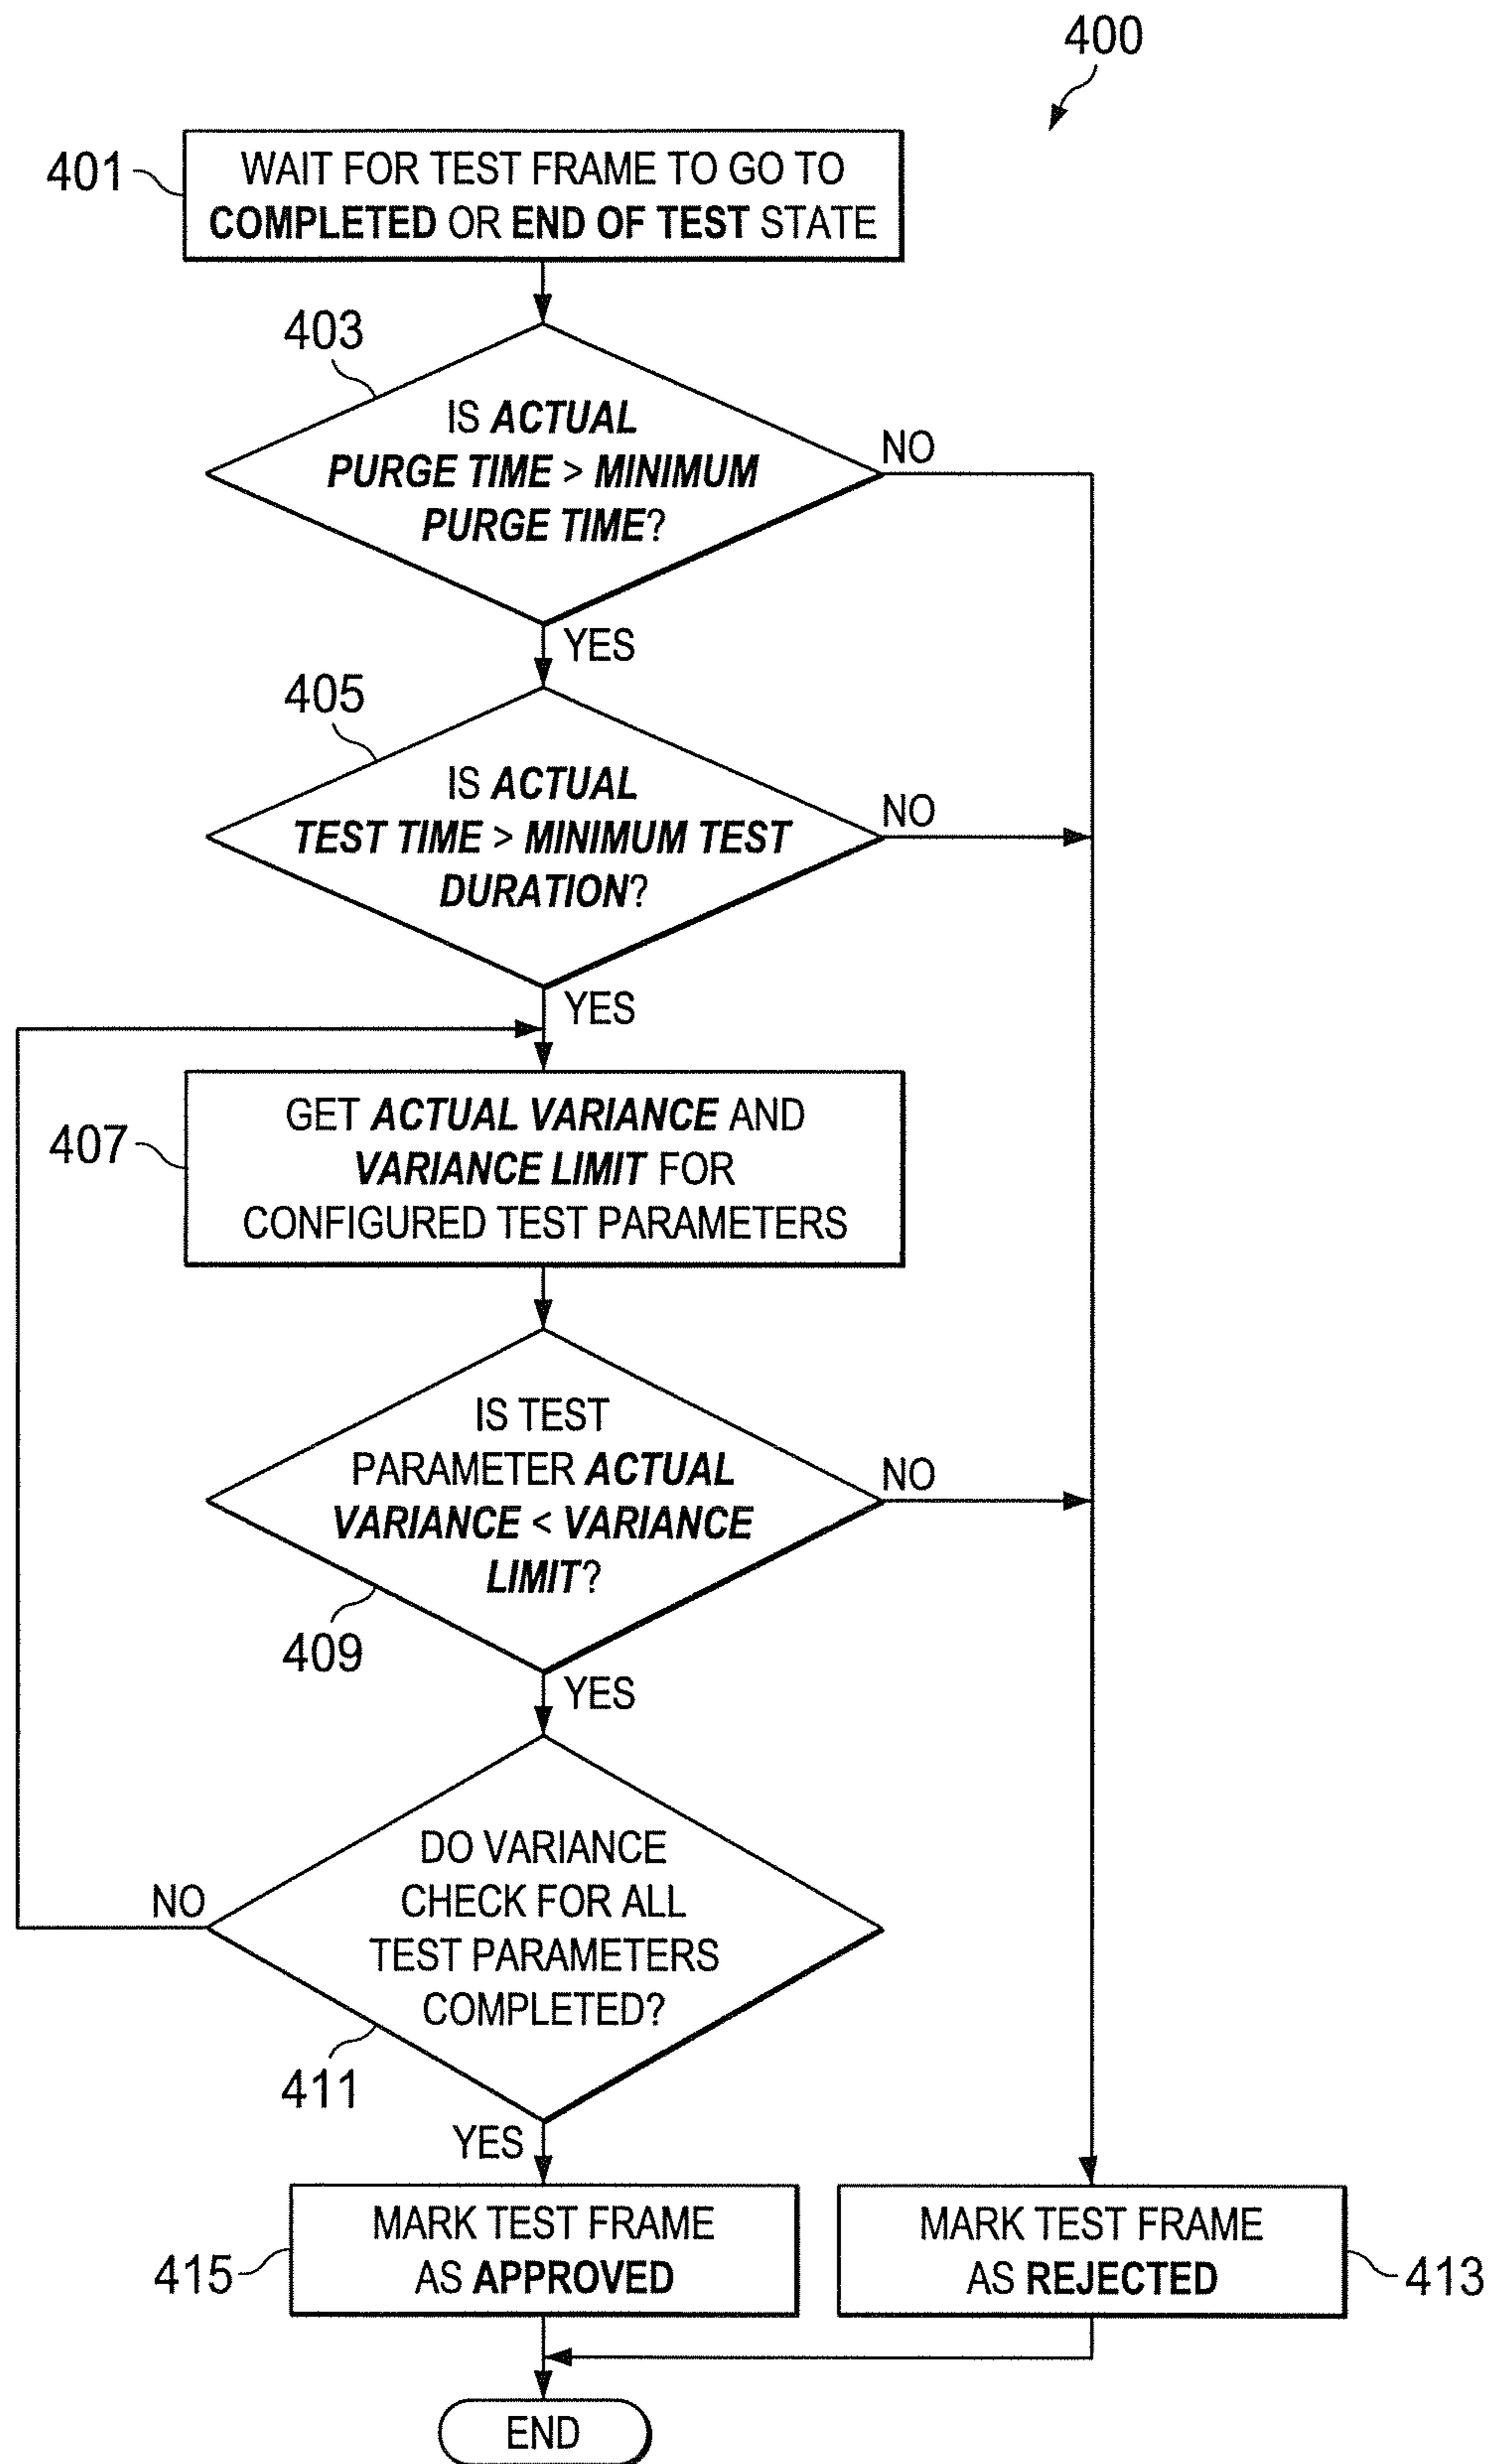 400
401
WAIT FOR TEST FRAME TO GO TO
COMPLETED OR END OF TEST STATE
403
IS ACTUAL
PURGE TIME > MINIMUM
PURGE TIME?
NO
YES
405
IS ACTUAL
TEST TIME > MINIMUM TEST
DURATION?
NO
YES
407
GET ACTUAL VARIANCE AND
VARIANCE LIMIT FOR
CONFIGURED TEST PARAMETERS
IS TEST
PARAMETER ACTUAL
VARIANCE < VARIANCE
LIMIT?
NO
409
YES
DO VARIANCE
CHECK FOR ALL
TEST PARAMETERS
COMPLETED?
NO
411
YES
415
MARK TEST FRAME
AS APPROVED
MARK TEST FRAME
AS REJECTED
413
END